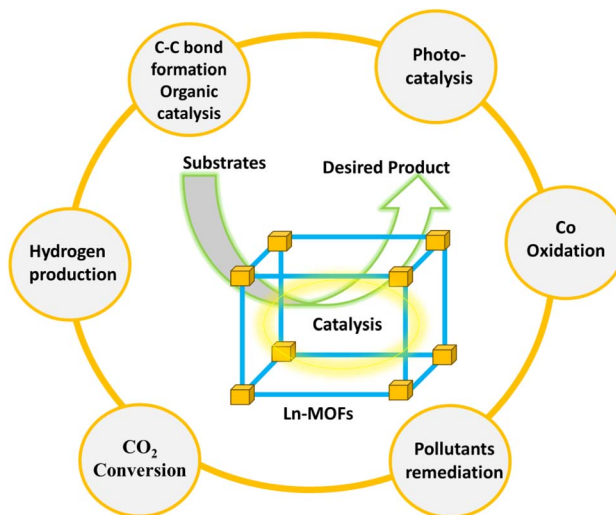 C-C bond
formation
Organic
catalysis
Photo-
catalysis
Substrates
Desired Product
Hydrogen
production
Co
Oxidation
Catalysis
Ln-MOFs
CO₂
Conversion
Pollutants
remediation